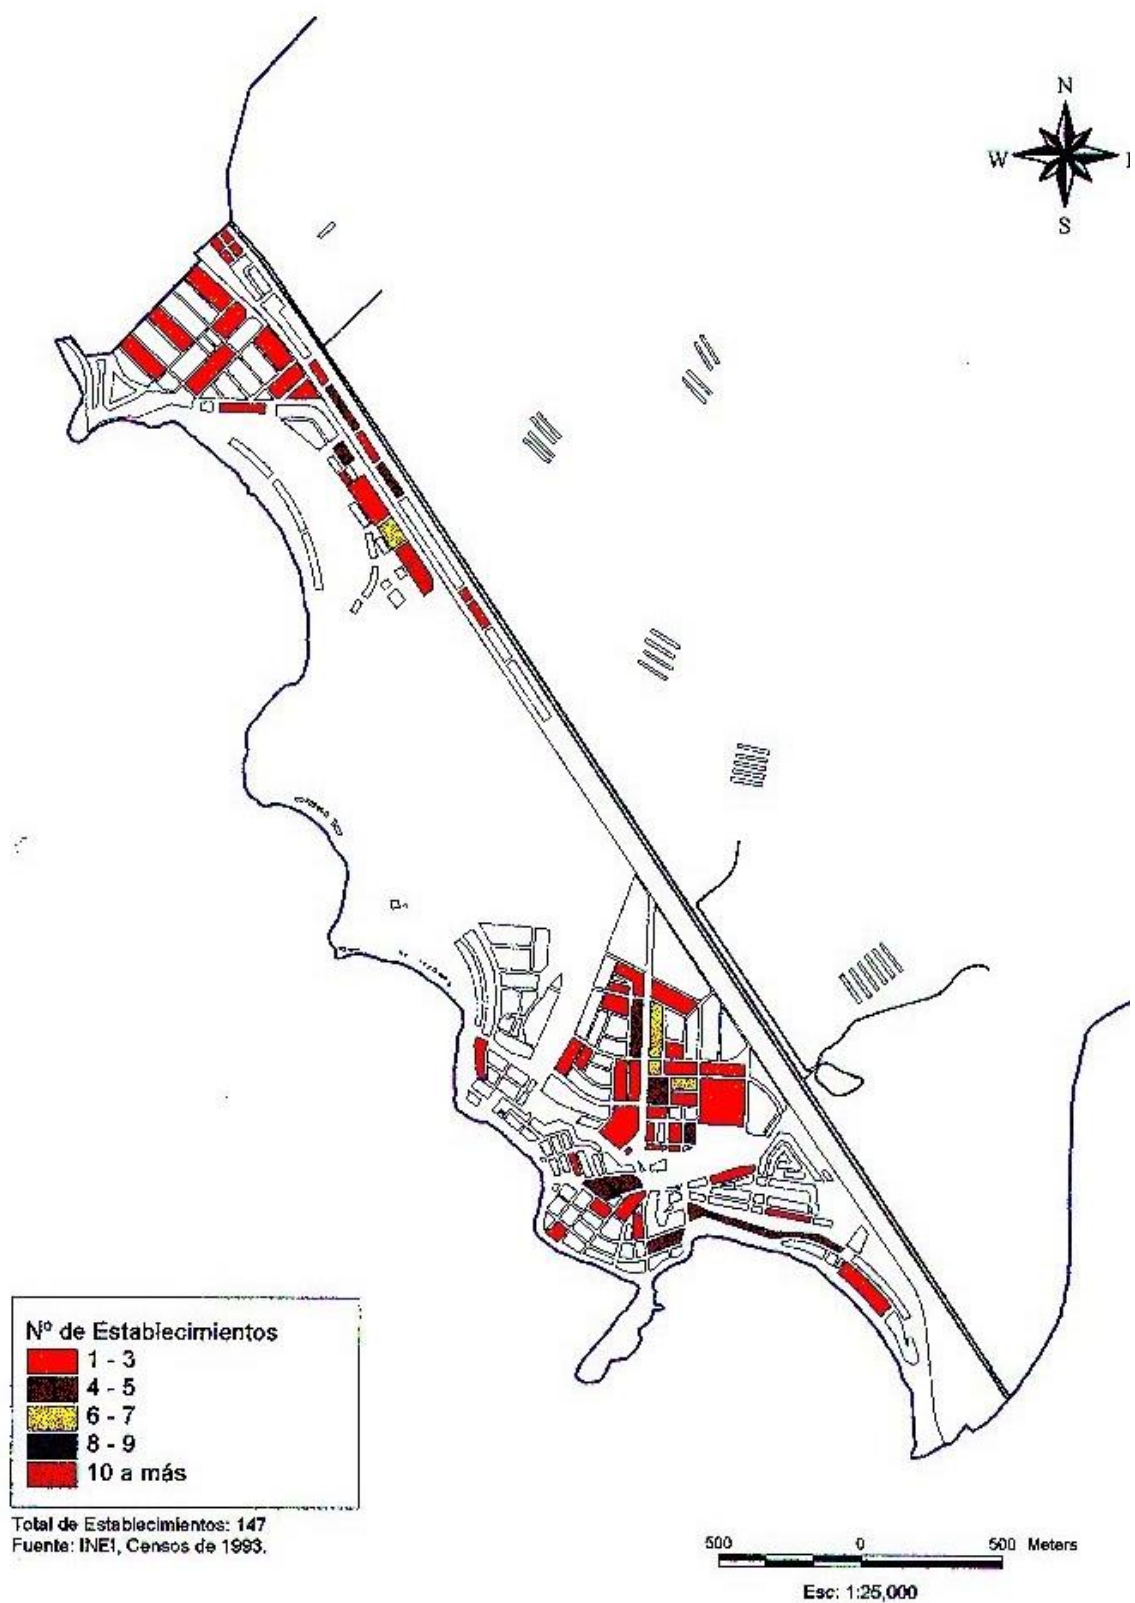 N
W
S
Nº de Establecimientos
1 - 3
4 - 5
6 - 7
8 - 9
10 a más
Total de Establecimientos: 147
Fuente: INEI, Censos de 1993.
500 0 500 Meters
Esc: 1:25,000